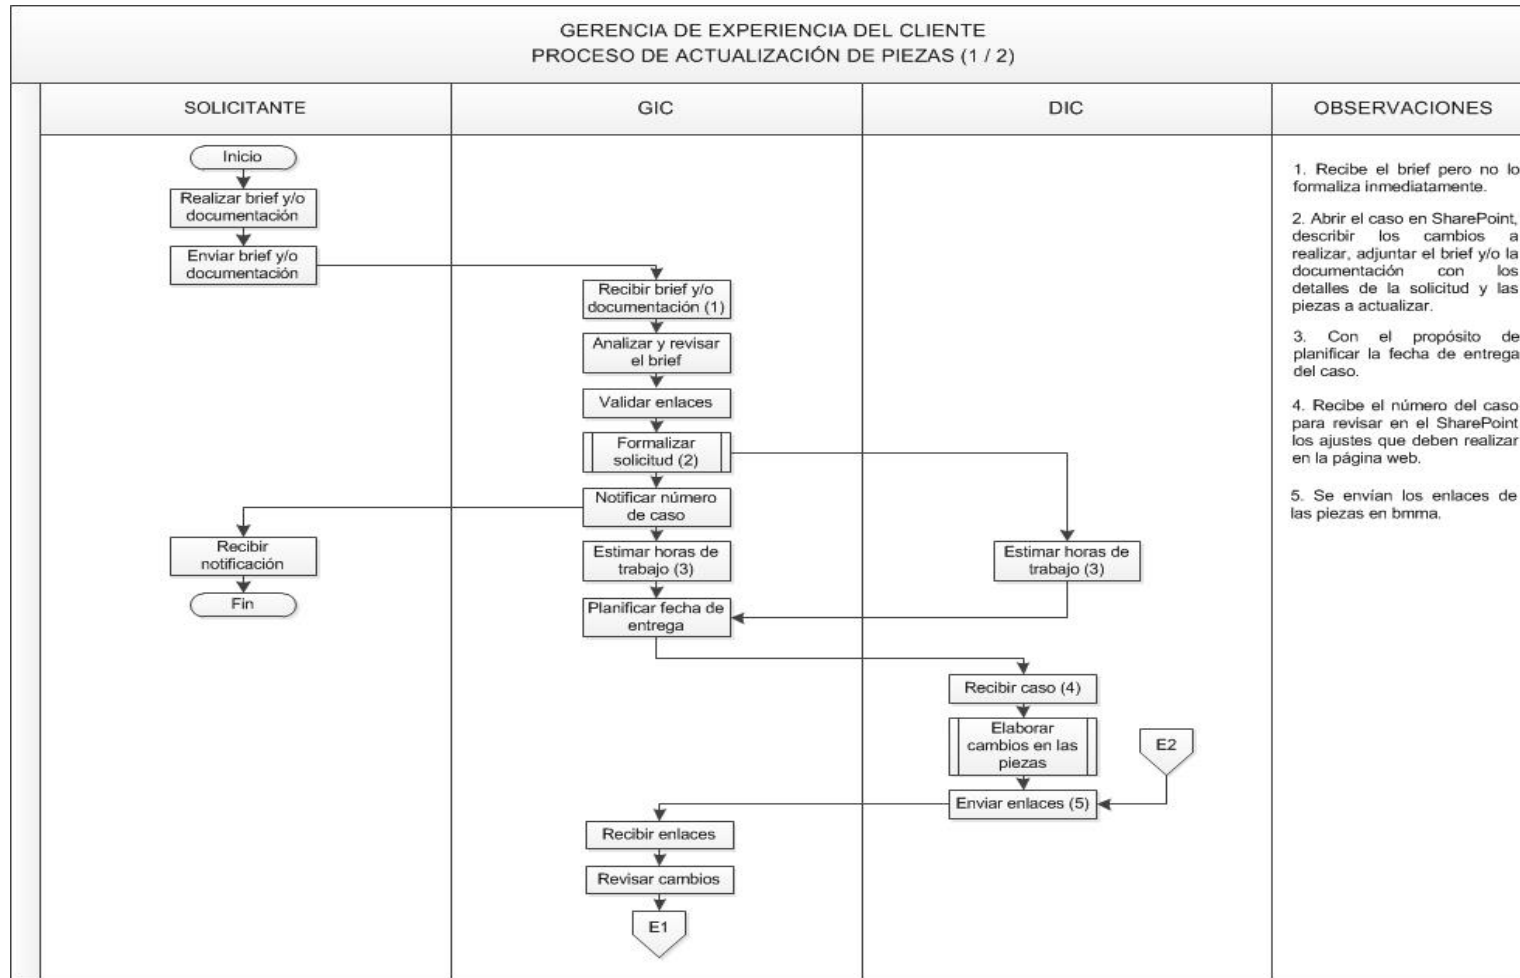 GERENCIA DE EXPERIENCIA DEL CLIENTE
PROCESO DE ACTUALIZACIÓN DE PIEZAS (1 / 2)
SOLICITANTE
GIC
DIC
OBSERVACIONES
Inicio
Realizar brief y/o
documentación
Enviar brief y/o
documentación
Recibir brief y/o
documentación (1)
Analizar y revisar
el brief
Validar enlaces
Formalizar
solicitud (2)
Notificar número
de caso
Recibir
notificación
Fin
Estimar horas de
trabajo (3)
Estimar horas de
trabajo (3)
Planificar fecha de
entrega
Recibir caso (4)
Elaborar
cambios en las
piezas
E2
Enviar enlaces (5)
Recibir enlaces
Revisar cambios
E1
1. Recibe el brief pero no lo
formaliza inmediatamente.
2. Abrir el caso en SharePoint,
describir los cambios a
realizar, adjuntar el brief y/o la
documentación con los
detalles de la solicitud y las
piezas a actualizar.
3. Con el propósito de
planificar la fecha de entrega
del caso.
4. Recibe el número del caso
para revisar en el SharePoint
los ajustes que deben realizar
en la página web.
5. Se envían los enlaces de
las piezas en bmma.